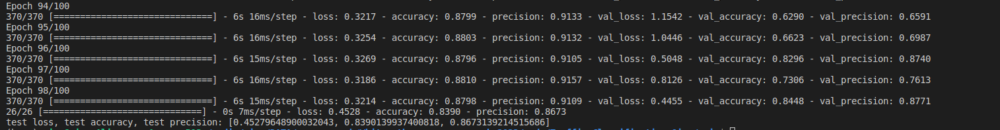 Epoch 94/100
370/370 [==============================] - 6s 16ms/step - loss: 0.3217 - accuracy: 0.8799 - precision: 0.9133 - val_loss: 1.1542 - val_accuracy: 0.6290 - val_precision: 0.6591
Epoch 95/100
370/370 [==============================] - 6s 16ms/step - loss: 0.3254 - accuracy: 0.8803 - precision: 0.9132 - val_loss: 1.0446 - val_accuracy: 0.6623 - val_precision: 0.6987
Epoch 96/100
370/370 [==============================] - 6s 15ms/step - loss: 0.3269 - accuracy: 0.8796 - precision: 0.9105 - val_loss: 0.5048 - val_accuracy: 0.8296 - val_precision: 0.8740
Epoch 97/100
370/370 [==============================] - 6s 16ms/step - loss: 0.3186 - accuracy: 0.8810 - precision: 0.9157 - val_loss: 0.8126 - val_accuracy: 0.7306 - val_precision: 0.7613
Epoch 98/100
370/370 [==============================] - 6s 15ms/step - loss: 0.3214 - accuracy: 0.8798 - precision: 0.9109 - val_loss: 0.4455 - val_accuracy: 0.8448 - val_precision: 0.8771
26/26 [==============================] - 0s 7ms/step - loss: 0.4528 - accuracy: 0.8390 - precision: 0.8673
test loss, test accuracy, test precision: [0.45279648900032043, 0.8390139937400818, 0.8673139214515686]